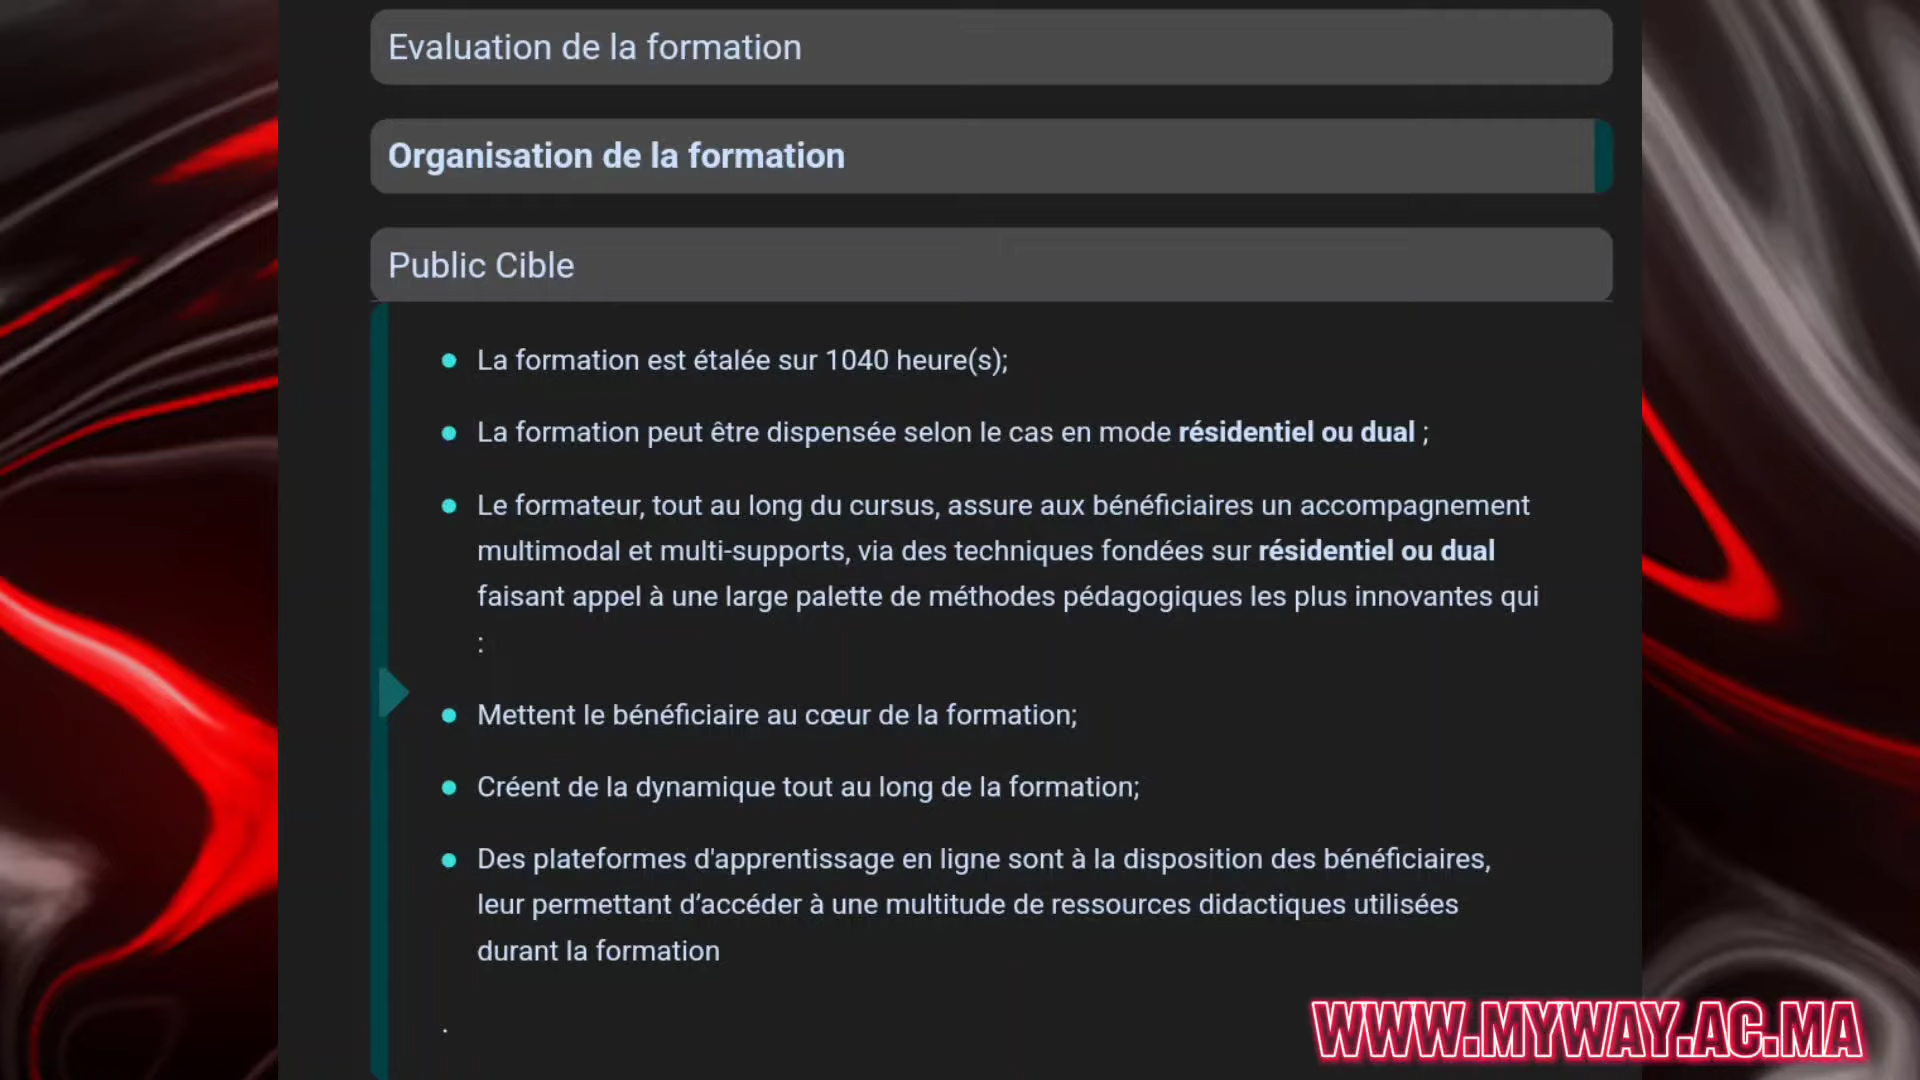 Evaluation de la formation
Organisation de la formation
Public Cible
La formation est étalée sur 1040 heure(s);
La formation peut être dispensée selon le cas en mode résidentiel ou dual ;
Le formateur, tout au long du cursus, assure aux bénéficiaires un accompagnement
multimodal et multi-supports, via des techniques fondées sur résidentiel ou dual
faisant appel à une large palette de méthodes pédagogiques les plus innovantes qui
:
Mettent le bénéficiaire au cœur de la formation;
Créent de la dynamique tout au long de la formation;
Des plateformes d'apprentissage en ligne sont à la disposition des bénéficiaires,
leur permettant d’accéder à une multitude de ressources didactiques utilisées
durant la formation
.
WWW.MYWAY.AC.MA